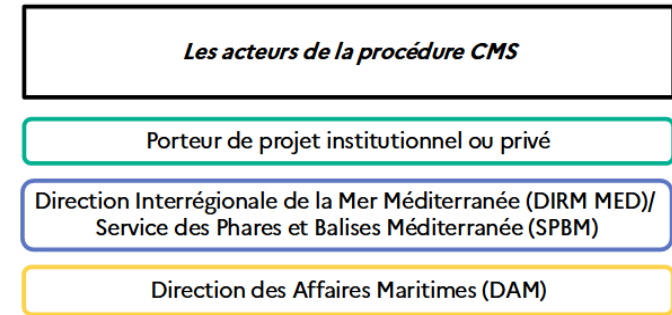 Les acteurs de la procédure CMS
Porteur de projet institutionnel ou privé
Direction Interrégionale de la Mer Méditerranée (DIRM MED)/
Service des Phares et Balises Méditerranée (SPBM)
Direction des Affaires Maritimes (DAM)